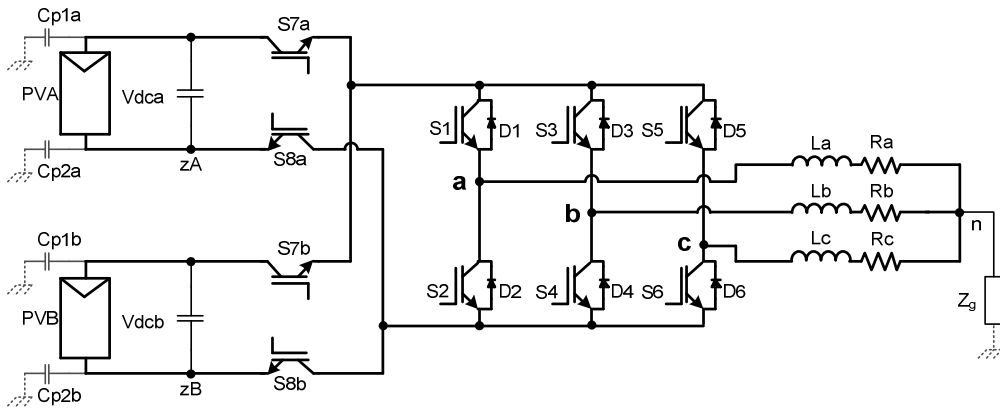 Cp1a
S7a
PVA
Vdca
S1
D1
S3
D3
S5
D5
S8a
zA
Cp2a
La
Ra
a
Lb
Rb
b
n
c
Lc
Rc
Cp1b
S7b
S2
D2
S4
D4
S6
D6
Zg
PVB
Vdcb
zB
S8b
Cp2b